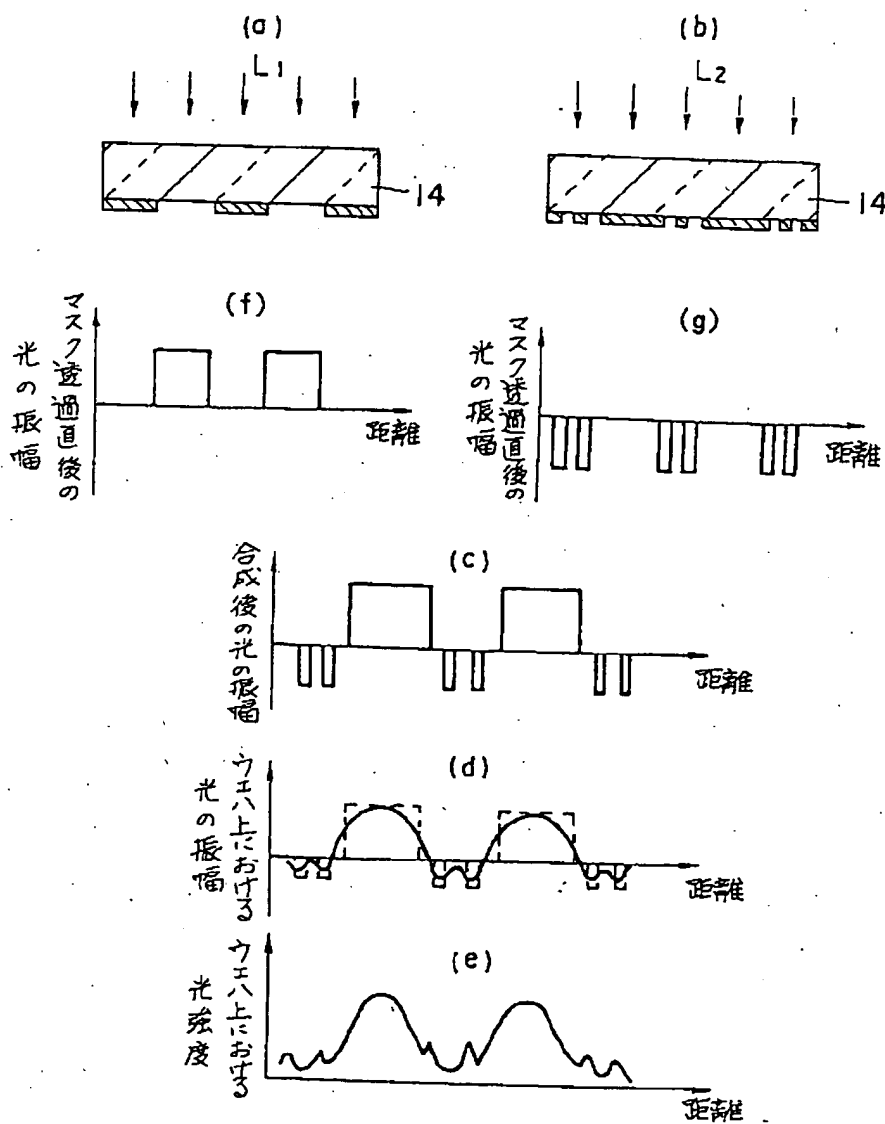 (a)
L1
14
(b)
L2
14
(f)
マスク透過直後の
光の振幅
距離
(g)
マスク透過直後の
光の振幅
距離
(c)
合成後の光の振幅
距離
(d)
ウエハ上における
光の振幅
距離
(e)
ウエハ上における
光強度
距離